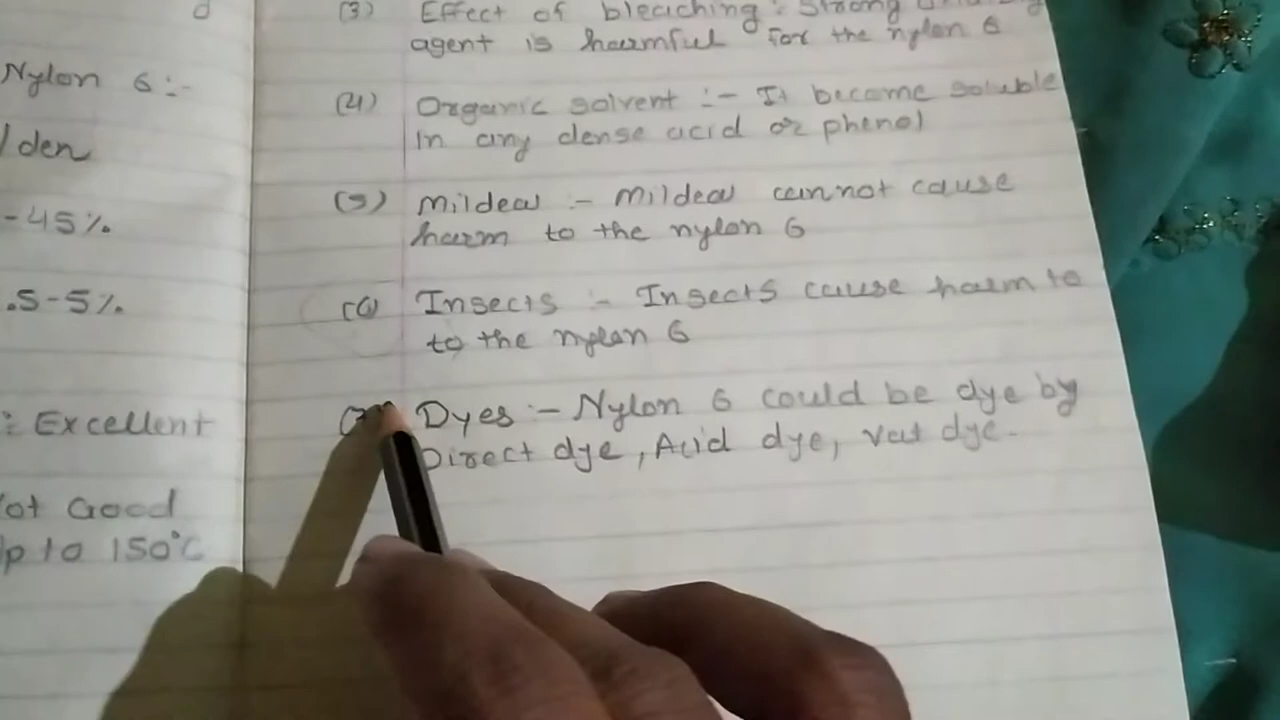 Nylon 6 :-
/den
-45%
.5-5%
: Excellent
ot Good
p to 150°C
(3) Effect of bleaching : Strong
agent is harmful for the nylon 6
(4) Organic solvent :- It become soluble
in any dense acid or phenol
(5) Mildew :- Mildew cannot cause
harm to the nylon 6
(6) Insects :- Insects cause harm to
to the nylon 6
(7) Dyes :- Nylon 6 could be dye by
Direct dye, Acid dye, Vat dye.